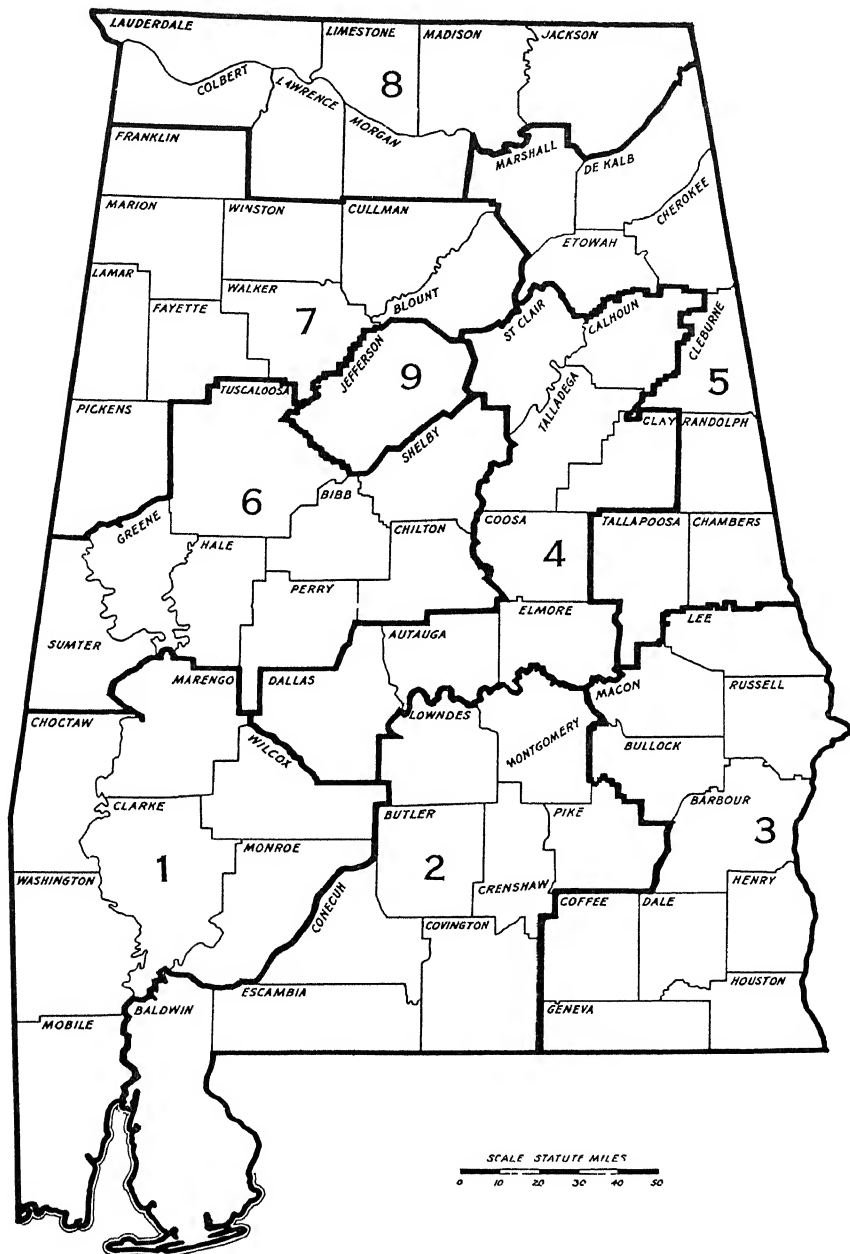 LAUDERDALE
LIMESTONE
MADISON
JACKSON
8
COLBERT
LAWRENCE
MORGAN
FRANKLIN
MARSHALL
DE KALB
CHEROKEE
MARION
WINSTON
CULLMAN
ETOWAH
LAMAR
WALKER
BLOUNT
FAYETTE
7
ST CLAIR
CALHOUN
CLEBURNE
JEFFERSON
9
5
TUSCALOOSA
TALLADEGA
PICKENS
SHELBY
CLAY
RANDOLPH
6
BIBB
GREENE
HALE
CHILTON
COOSA
TALLAPOOSA
CHAMBERS
4
PERRY
ELMORE
LEE
SUMTER
AUTAUGA
MARENGO
DALLAS
MACON
RUSSELL
CHOCTAW
LOWNDES
WILCOX
MONTGOMERY
BULLOCK
CLARKE
BUTLER
PIKE
BARBOUR
3
1
MONROE
2
WASHINGTON
CRENSHAW
HENRY
CONECUH
COFFEE
DALE
COVINGTON
ESCAMBIA
HOUSTON
MOBILE
BALDWIN
GENEVA
SCALE STATUTE MILES
0 10 20 30 40 50